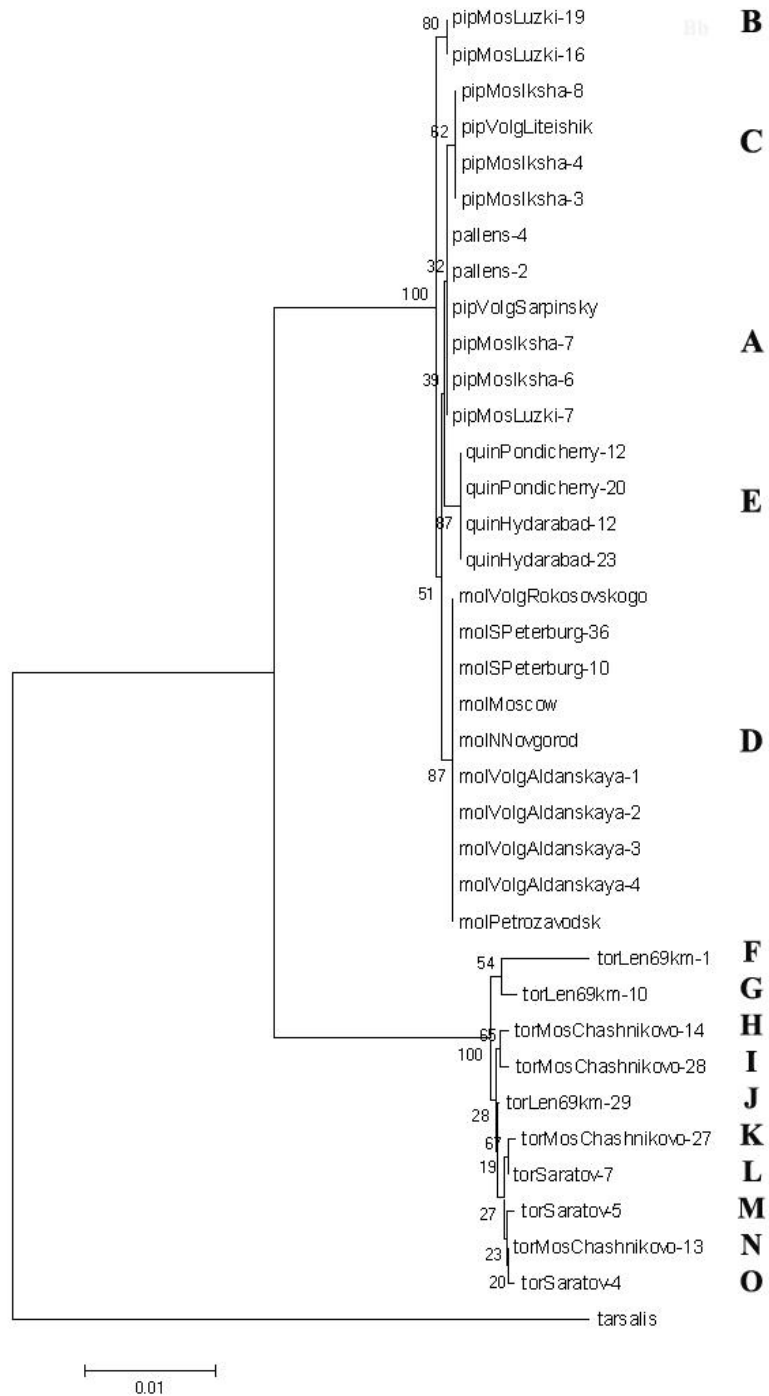 80 pipMosLuzki-19 B
Bb
pipMosLuzki-16
pipMosIksha-8
62 pipVolgLiteishik
C
pipMosIksha-4
pipMosIksha-3
pallens-4
32 pallens-2
100 pipVolgSarpinsky
pipMosIksha-7 A
39 pipMosIksha-6
pipMosLuzki-7
quinPondicherry-12
quinPondicherry-20 E
87 quinHydarabad-12
quinHydarabad-23
51 molVolgRokosovskogo
molSPeterburg-36
molSPeterburg-10
molMoscow
molNNovgorod D
87 molVolgAldanskaya-1
molVolgAldanskaya-2
molVolgAldanskaya-3
molVolgAldanskaya-4
molPetrozavodsk
54 torLen69km-1 F
torLen69km-10 G
65 torMosChashnikovo-14 H
100 torMosChashnikovo-28 I
28 torLen69km-29 J
67 torMosChashnikovo-27 K
19 torSaratov-7 L
27 torSaratov-5 M
23 torMosChashnikovo-13 N
20 torSaratov-4 O
tarsalis
0.01